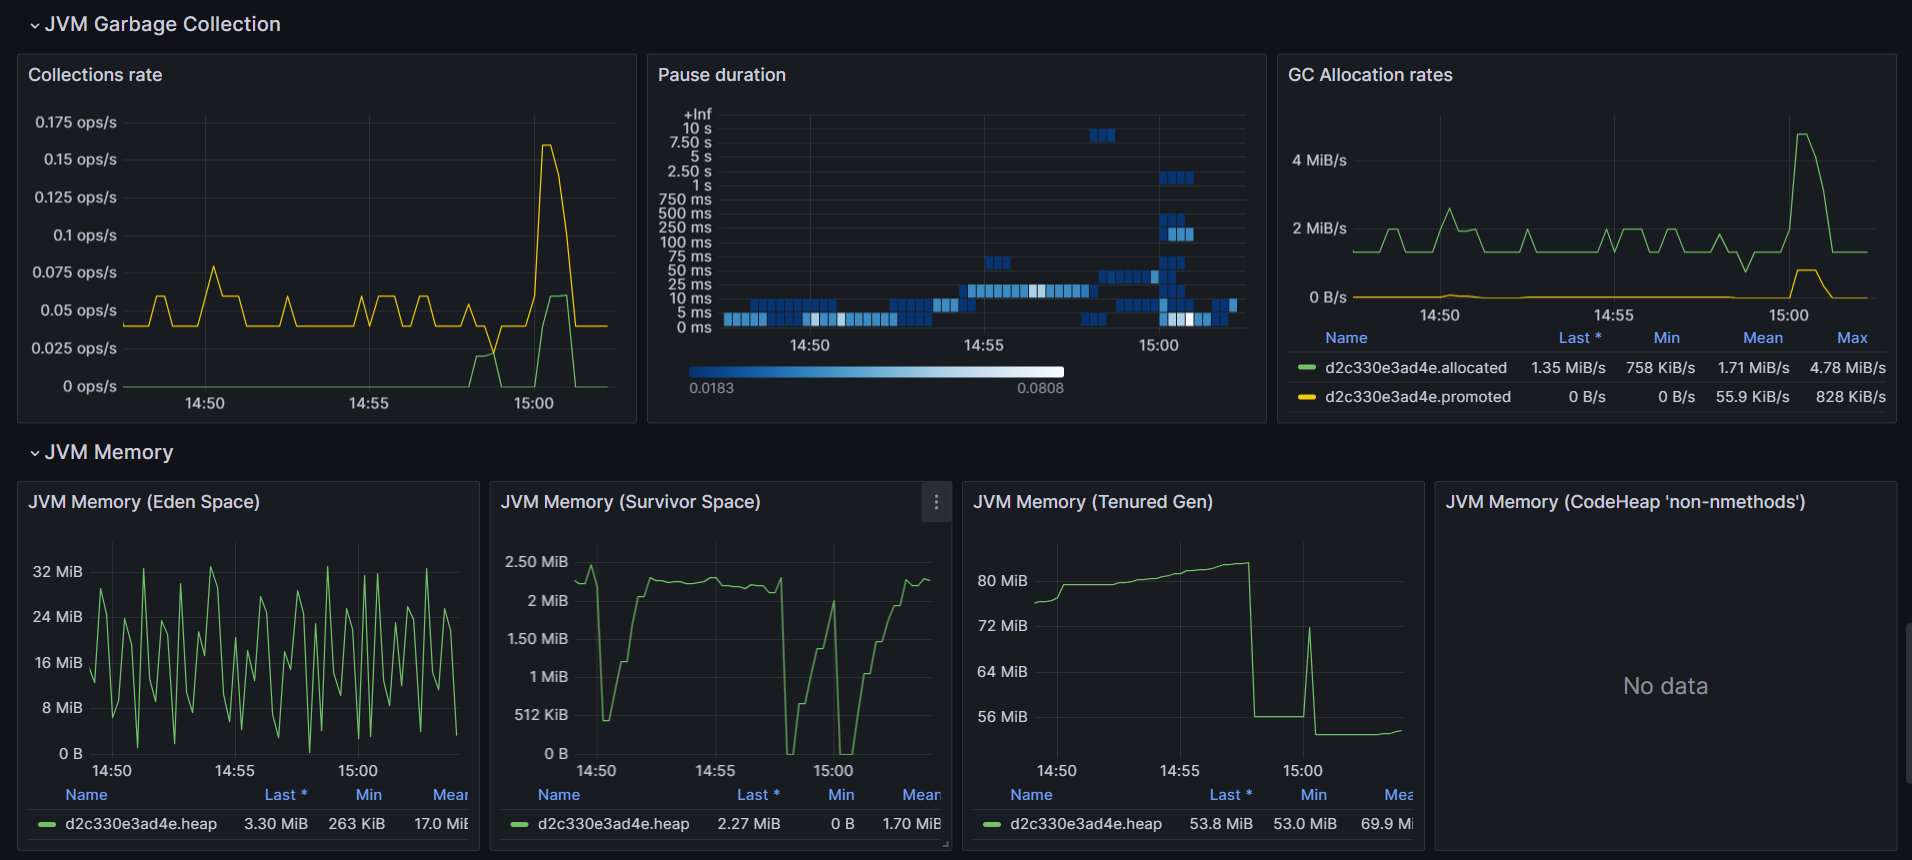 JVM Garbage Collection
Collections rate
0.175 ops/s
0.15 ops/s
0.125 ops/s
0.1 ops/s
0.075 ops/s
0.05 ops/s
0.025 ops/s
0 ops/s
14:50 14:55 15:00
Pause duration
+Inf
10 s
7.50 s
5 s
2.50 s
1 s
750 ms
500 ms
250 ms
100 ms
75 ms
50 ms
25 ms
10 ms
5 ms
0 ms
14:50 14:55 15:00
0.0183 0.0808
GC Allocation rates
4 MiB/s
2 MiB/s
0 B/s
14:50 14:55 15:00
Name Last * Min Mean Max
d2c330e3ad4e.allocated 1.35 MiB/s 758 KiB/s 1.71 MiB/s 4.78 MiB/s
d2c330e3ad4e.promoted 0 B/s 0 B/s 55.9 KiB/s 828 KiB/s
JVM Memory
JVM Memory (Eden Space)
32 MiB
24 MiB
16 MiB
8 MiB
0 B
14:50 14:55 15:00
Name Last * Min Mear
d2c330e3ad4e.heap 3.30 MiB 263 KiB 17.0 MiE
JVM Memory (Survivor Space)
2.50 MiB
2 MiB
1.50 MiB
1 MiB
512 KiB
0 B
14:50 14:55 15:00
Name Last * Min Mean
d2c330e3ad4e.heap 2.27 MiB 0 B 1.70 MiB
JVM Memory (Tenured Gen)
80 MiB
72 MiB
64 MiB
56 MiB
14:50 14:55 15:00
Name Last * Min Mea
d2c330e3ad4e.heap 53.8 MiB 53.0 MiB 69.9 Mi
JVM Memory (CodeHeap 'non-nmethods')
No data